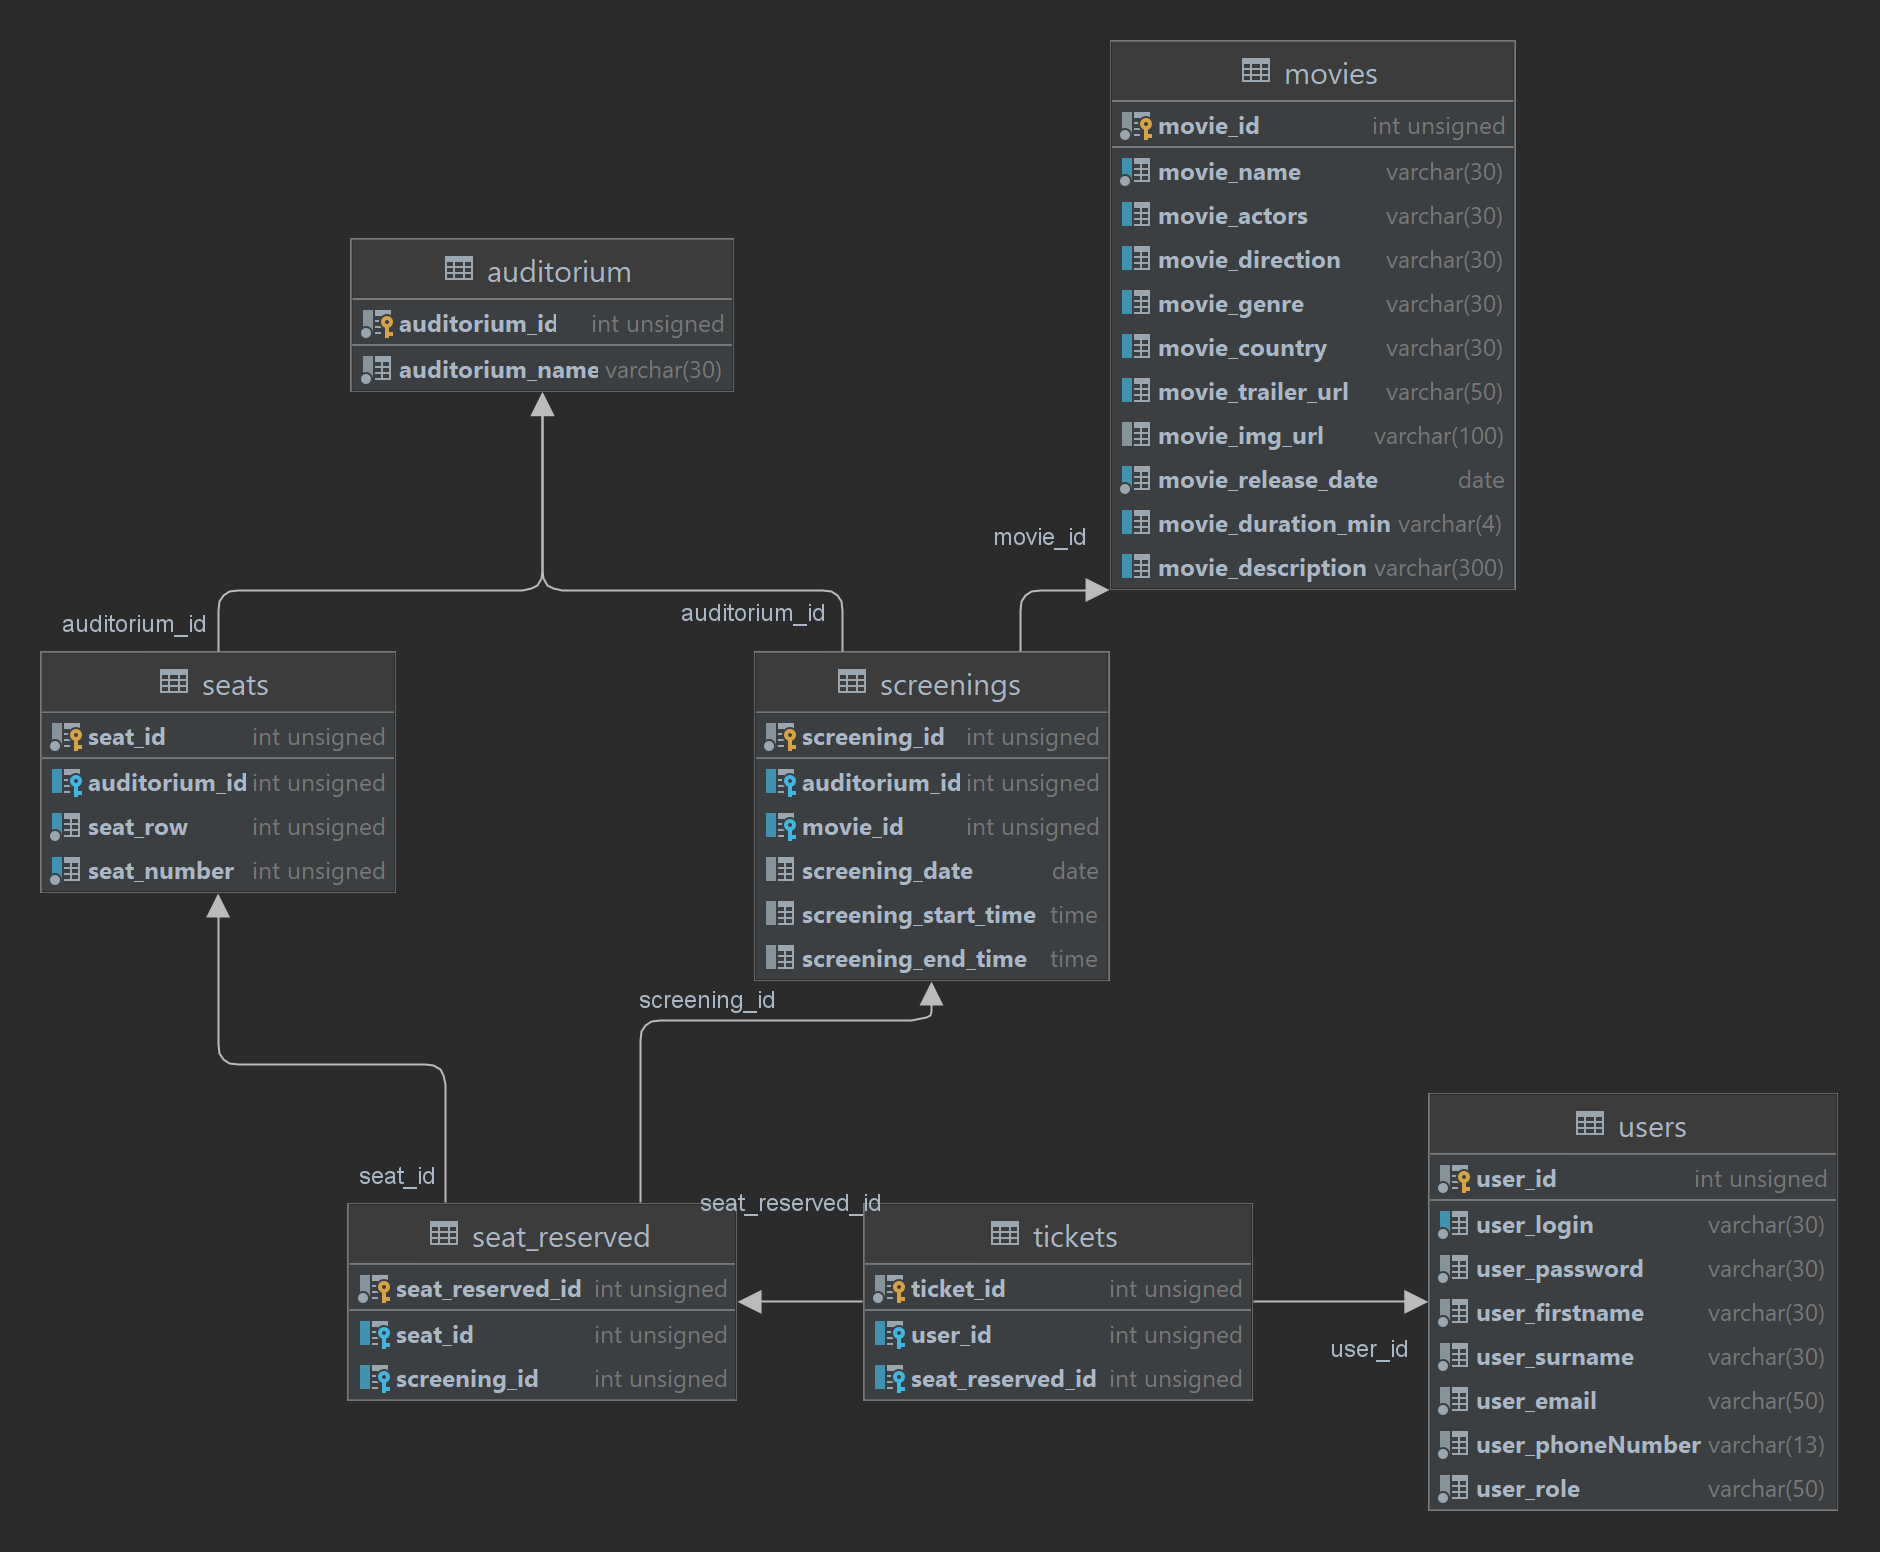 movies
movie_id int unsigned
movie_name varchar(30)
movie_actors varchar(30)
movie_direction varchar(30)
movie_genre varchar(30)
movie_country varchar(30)
movie_trailer_url varchar(50)
movie_img_url varchar(100)
movie_release_date date
movie_duration_min varchar(4)
movie_description varchar(300)
auditorium
auditorium_id int unsigned
auditorium_name varchar(30)
movie_id
auditorium_id
auditorium_id
seats
seat_id int unsigned
auditorium_id int unsigned
seat_row int unsigned
seat_number int unsigned
screenings
screening_id int unsigned
auditorium_id int unsigned
movie_id int unsigned
screening_date date
screening_start_time time
screening_end_time time
screening_id
seat_id
seat_reserved_id
seat_reserved
seat_reserved_id int unsigned
seat_id int unsigned
screening_id int unsigned
tickets
ticket_id int unsigned
user_id int unsigned
seat_reserved_id int unsigned
user_id
users
user_id int unsigned
user_login varchar(30)
user_password varchar(30)
user_firstname varchar(30)
user_surname varchar(30)
user_email varchar(50)
user_phoneNumber varchar(13)
user_role varchar(50)